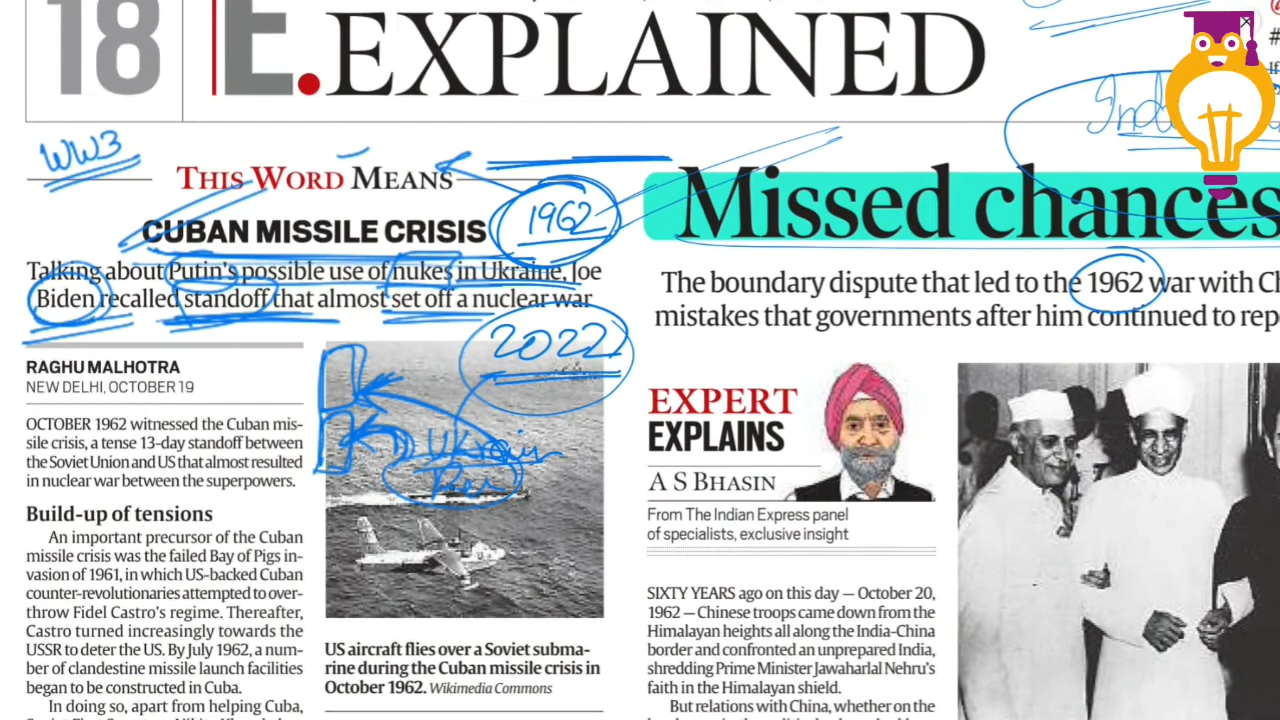 18
E.EXPLAINED
WW3
THIS WORD MEANS
1962
CUBAN MISSILE CRISIS
Talking about Putin's possible use of nukes in Ukraine, Joe
Biden recalled standoff that almost set off a nuclear war
2022
RAGHU MALHOTRA
NEW DELHI, OCTOBER 19
OCTOBER 1962 witnessed the Cuban mis-
sile crisis, a tense 13-day standoff between
the Soviet Union and US that almost resulted
in nuclear war between the superpowers.
Build-up of tensions
An important precursor of the Cuban
missile crisis was the failed Bay of Pigs in-
vasion of 1961, in which US-backed Cuban
counter-revolutionaries attempted to over-
throw Fidel Castro's regime. Thereafter,
Castro turned increasingly towards the
USSR to deter the US. By July 1962, a num-
ber of clandestine missile launch facilities
began to be constructed in Cuba.
In doing so, apart from helping Cuba,
US aircraft flies over a Soviet subma-
rine during the Cuban missile crisis in
October 1962. Wikimedia Commons
Missed chances
The boundary dispute that led to the 1962 war with
mistakes that governments after him continued to
EXPERT
EXPLAINS
A S BHASIN
From The Indian Express panel
of specialists, exclusive insight
SIXTY YEARS ago on this day — October 20,
1962 — Chinese troops came down from the
Himalayan heights all along the India-China
border and confronted an unprepared India,
shredding Prime Minister Jawaharlal Nehru's
faith in the Himalayan shield.
But relations with China, whether on the